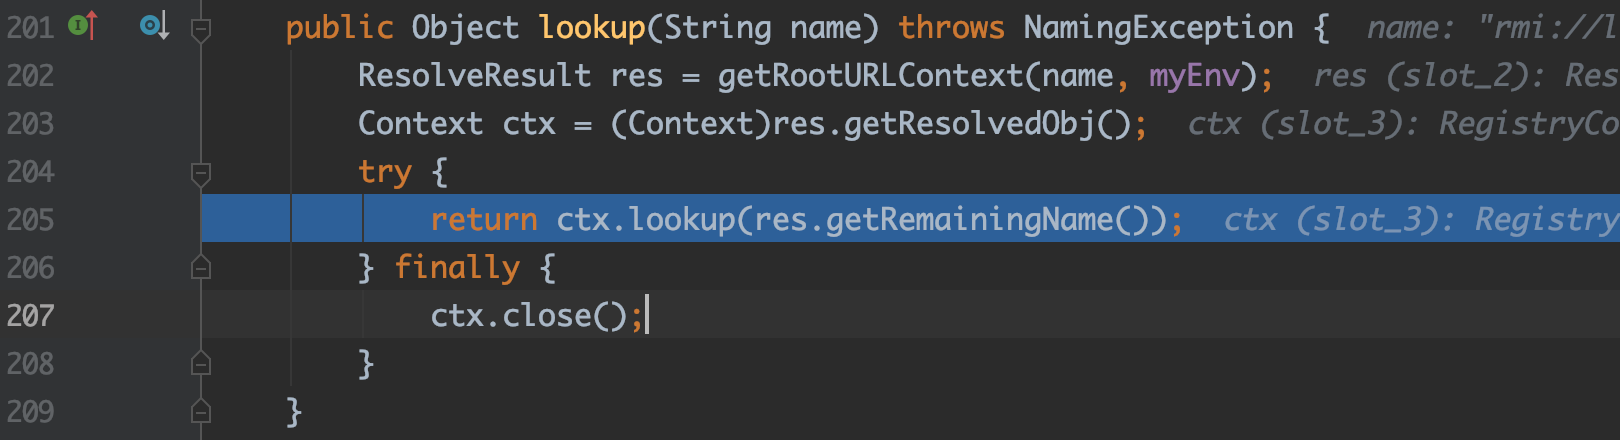 201 public Object lookup(String name) throws NamingException { name: "rmi://l
202 ResolveResult res = getRootURLContext(name, myEnv); res (slot_2): Res
203 Context ctx = (Context)res.getResolvedObj(); ctx (slot_3): RegistryCo
204 try {
205 return ctx.lookup(res.getRemainingName()); ctx (slot_3): Registry
206 } finally {
207 ctx.close();
208 }
209 }